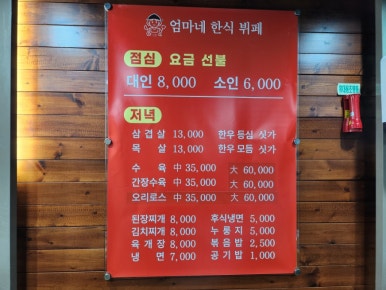 엄마네 한식 뷔페
점심 요금 선불
대인 8,000 소인 6,000
저녁
삼겹살 13,000 한우등심 싯가
목살 13,000 한우모듬 싯가
수육 中 35,000 大 60,000
간장수육 中 35,000 大 60,000
오리로스 中 35,000 大 60,000
된장찌개 8,000 후식냉면 5,000
김치찌개 8,000 누룽지 5,000
육개장 8,000 볶음밥 2,500
냉면 7,000 공기밥 1,000